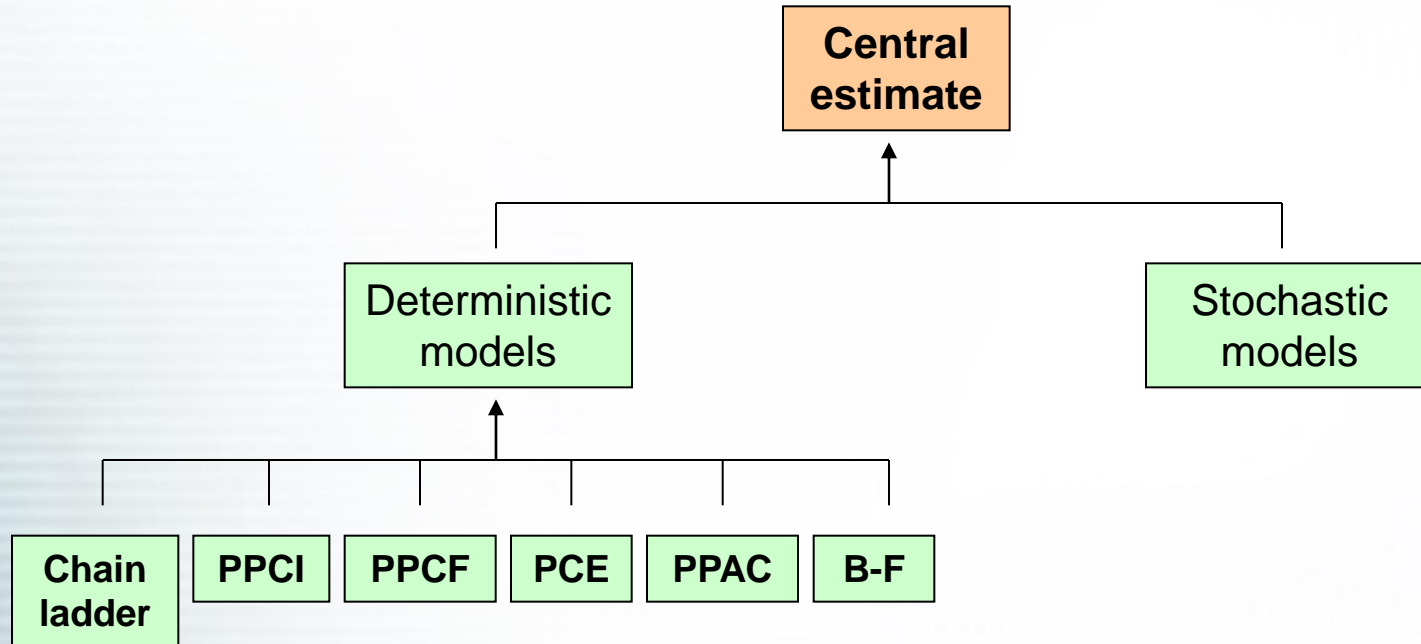 Central
estimate
Deterministic
models
Stochastic
models
Chain
ladder
PPCI
PPCF
PCE
PPAC
B-F